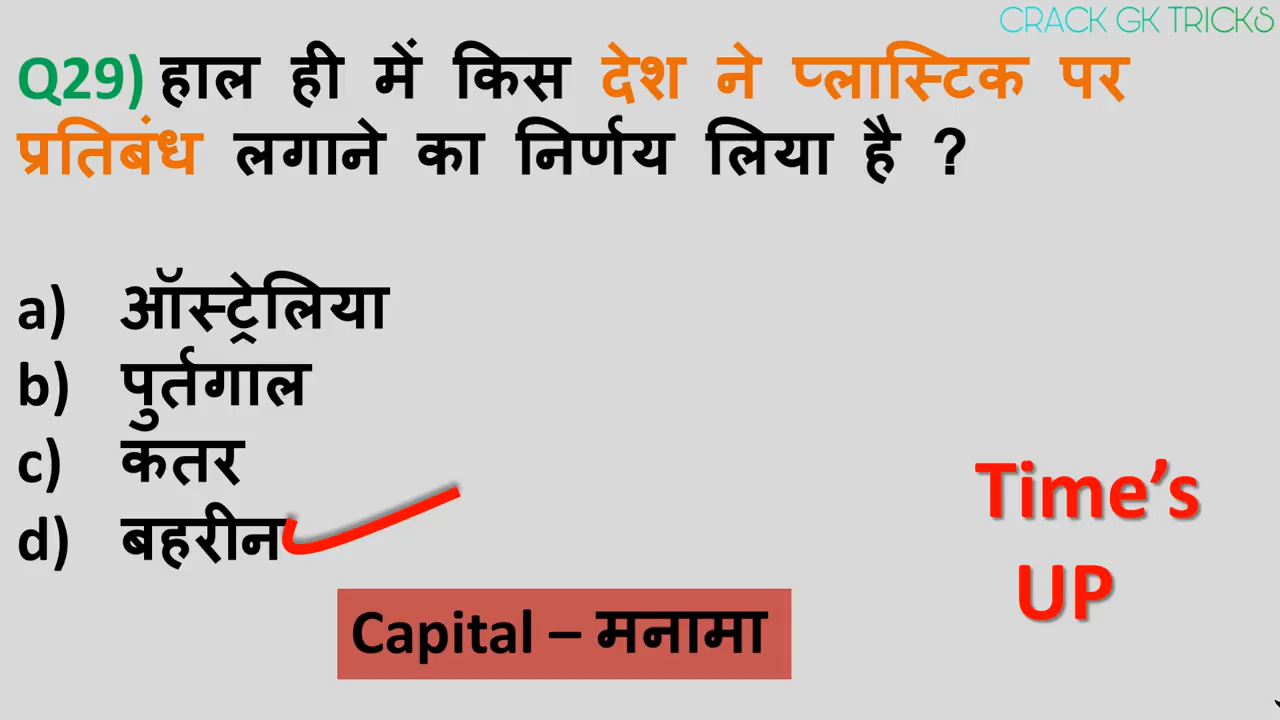 CRACK GK TRICKS
Q29) हाल ही में किस देश ने प्लास्टिक पर
प्रतिबंध लगाने का निर्णय लिया है ?
a) ऑस्ट्रेलिया
b) पुर्तगाल
c) कतर
d) बहरीन
Time's
UP
Capital – मनामा